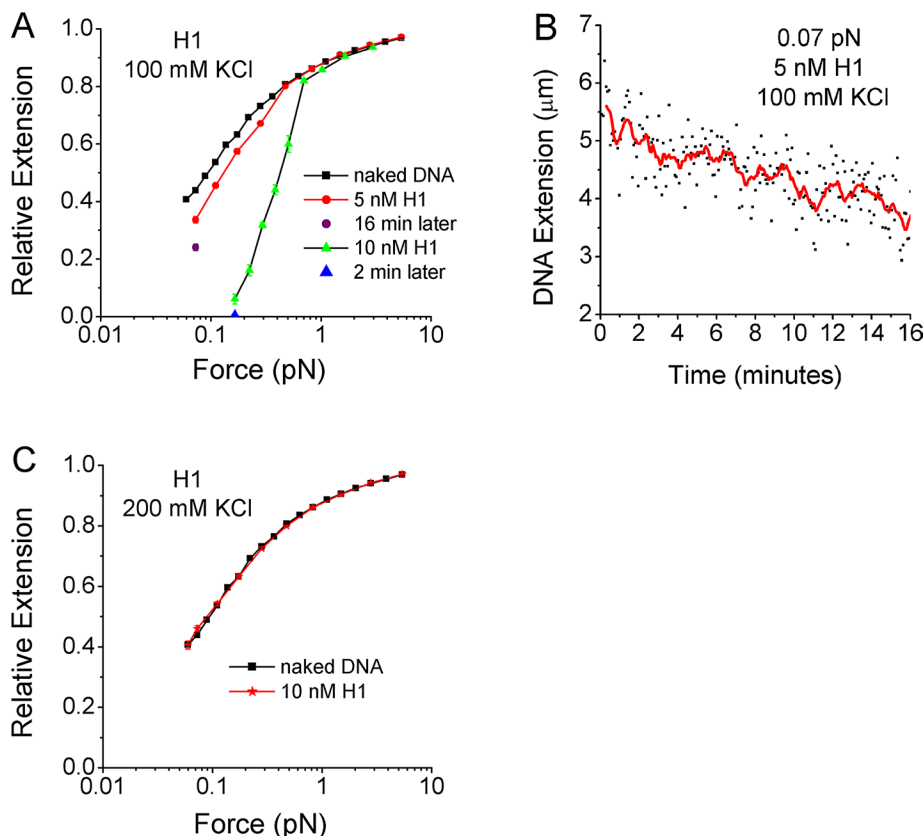 A
H1
100 mM KCl
1.0
0.8
0.6
0.4
0.2
0.0
Relative Extension
naked DNA
5 nM H1
16 min later
10 nM H1
2 min later
0.01
0.1
1
10
Force (pN)
B
0.07 pN
5 nM H1
100 mM KCl
7
6
5
4
3
2
DNA Extension (μm)
0
2
4
6
8
10
12
14
16
Time (minutes)
C
H1
200 mM KCl
1.0
0.8
0.6
0.4
0.2
0.0
Relative Extension
naked DNA
10 nM H1
0.01
0.1
1
10
Force (pN)